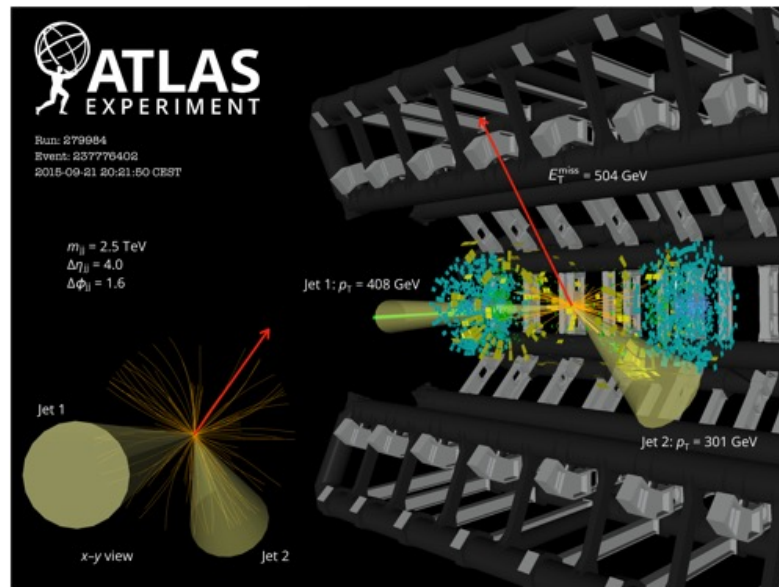 ATLAS
EXPERIMENT
Run: 279984
Event: 237776402
2015-09-21 20:21:50 CEST
m_jj = 2.5 TeV
Δη_jj = 4.0
Δϕ_jj = 1.6
E_T^miss = 504 GeV
Jet 1: p_T = 408 GeV
Jet 2: p_T = 301 GeV
Jet 1
x–y view
Jet 2